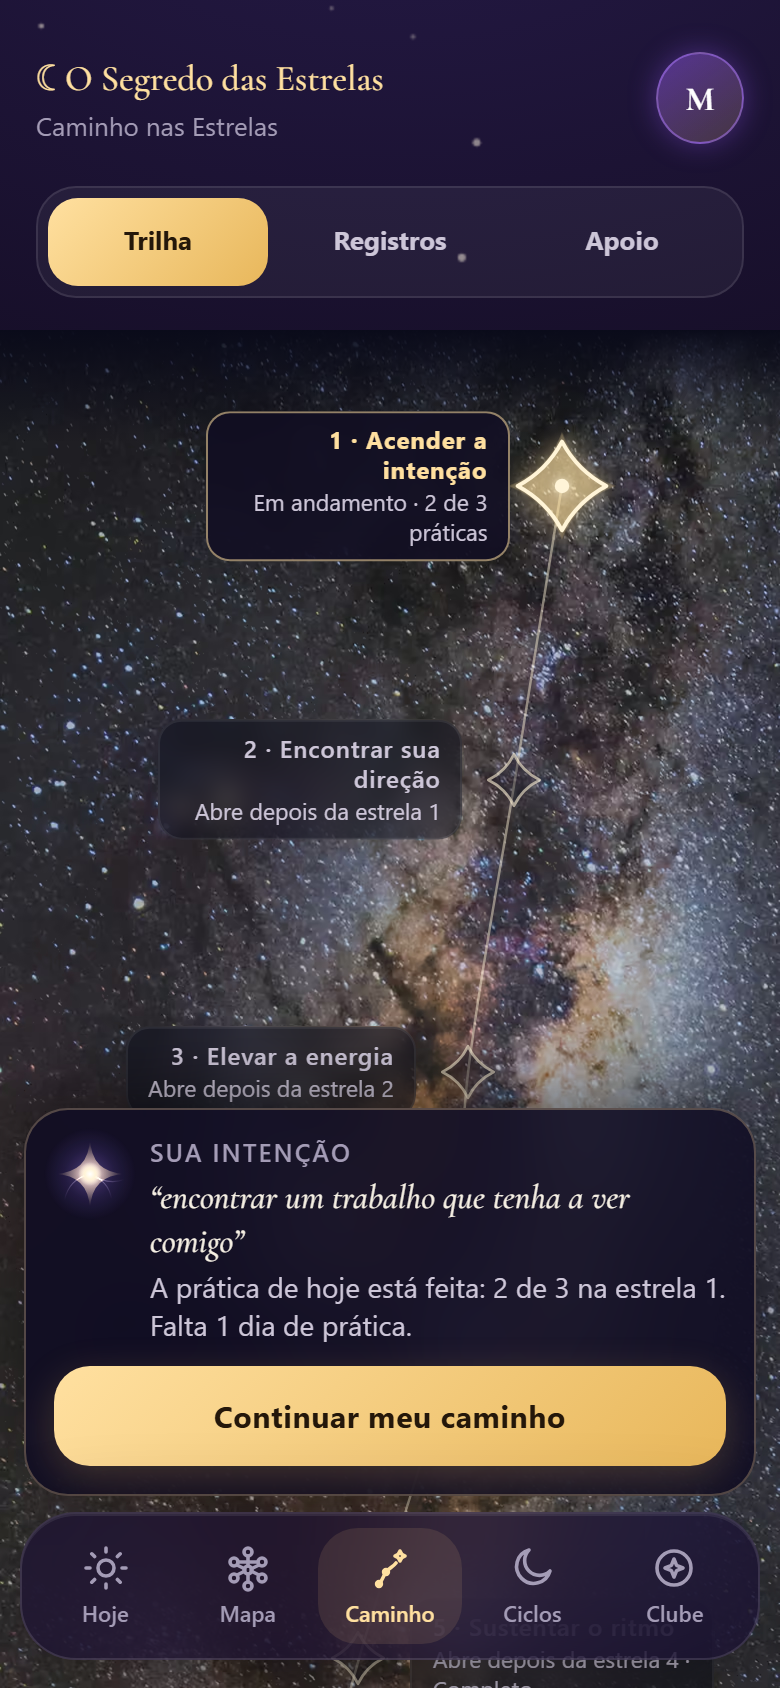 O Segredo das Estrelas
Caminho nas Estrelas
M
Trilha
Registros
Apoio
1 · Acender a
intenção
Em andamento · 2 de 3
práticas
2 · Encontrar sua
direção
Abre depois da estrela 1
3 · Elevar a energia
Abre depois da estrela 2
SUA INTENÇÃO
“encontrar um trabalho que tenha a ver
comigo”
A prática de hoje está feita: 2 de 3 na estrela 1.
Falta 1 dia de prática.
Continuar meu caminho
Hoje
Mapa
Caminho
Ciclos
Clube
5 · Sustentar o ritmo
Abre depois da estrela 4 ·